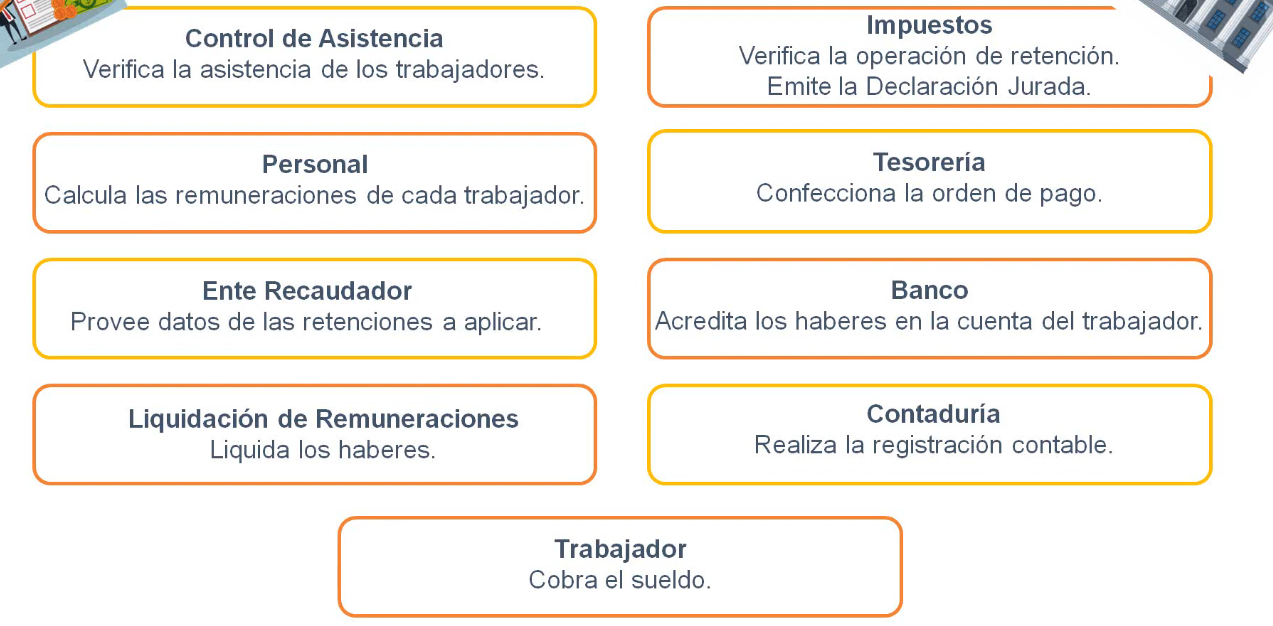 Control de Asistencia
Verifica la asistencia de los trabajadores.
Impuestos
Verifica la operación de retención.
Emite la Declaración Jurada.
Personal
Calcula las remuneraciones de cada trabajador.
Tesorería
Confecciona la orden de pago.
Ente Recaudador
Provee datos de las retenciones a aplicar.
Banco
Acredita los haberes en la cuenta del trabajador.
Liquidación de Remuneraciones
Liquida los haberes.
Contaduría
Realiza la registración contable.
Trabajador
Cobra el sueldo.